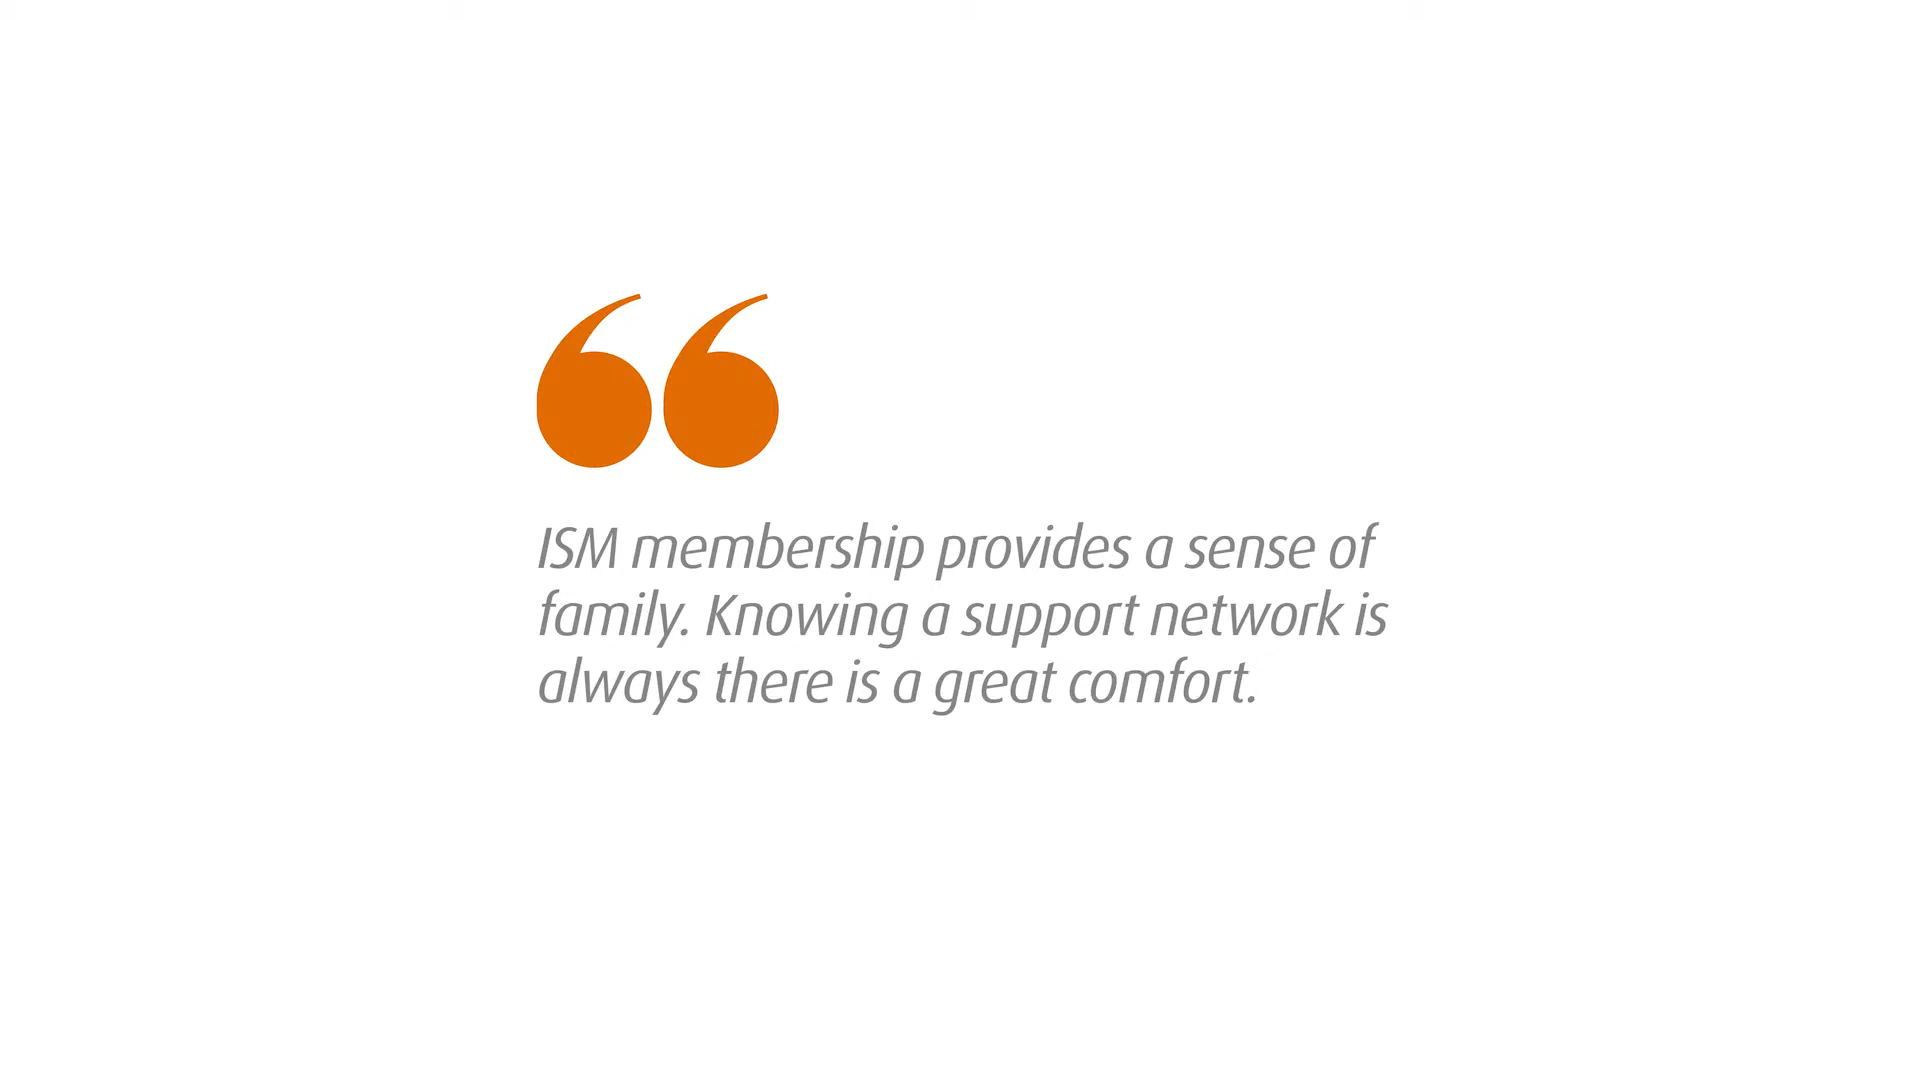 “
ISM membership provides a sense of
family. Knowing a support network is
always there is a great comfort.